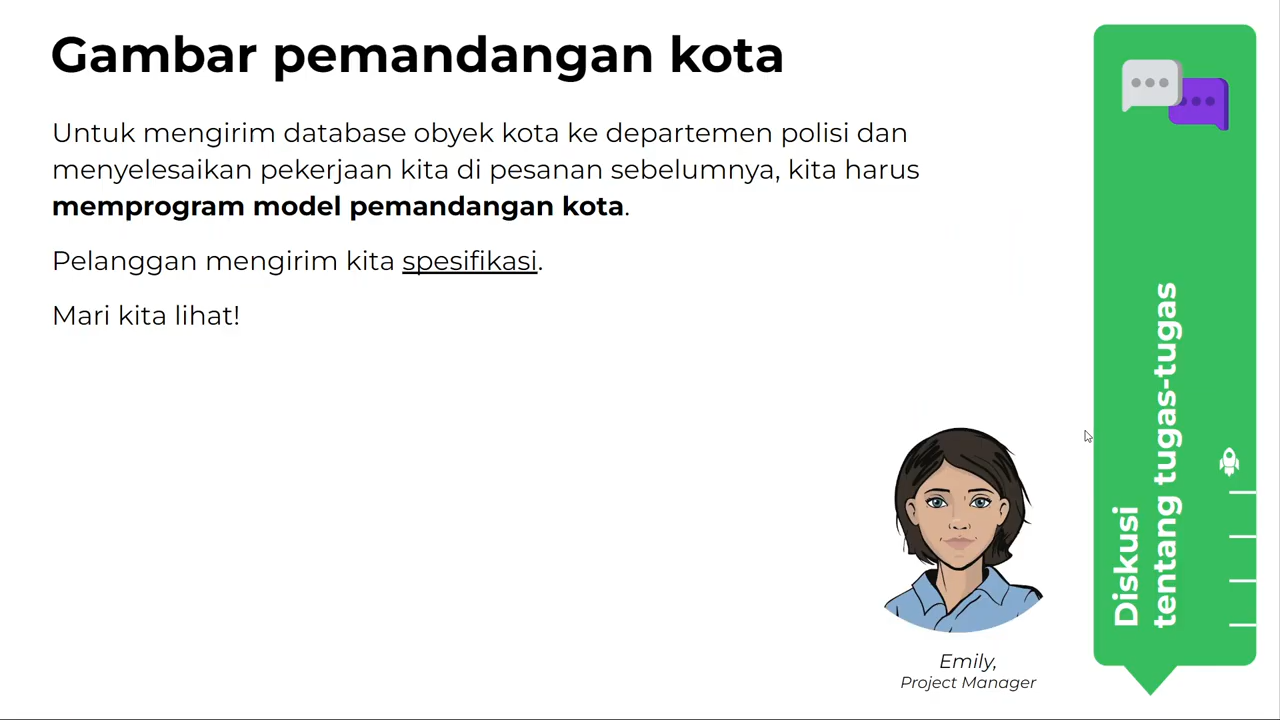 Gambar pemandangan kota
Untuk mengirim database obyek kota ke departemen polisi dan
menyelesaikan pekerjaan kita di pesanan sebelumnya, kita harus
memprogram model pemandangan kota.
Pelanggan mengirim kita spesifikasi.
Mari kita lihat!
Emily,
Project Manager
Diskusi
tentang tugas-tugas